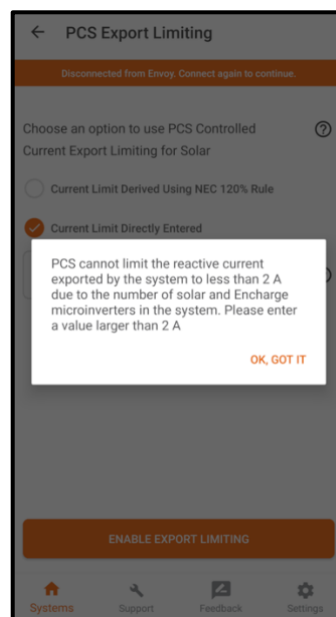 PCS Export Limiting
Disconnected from Envoy. Connect again to continue.
Choose an option to use PCS Controlled
Current Export Limiting for Solar
Current Limit Derived Using NEC 120% Rule
Current Limit Directly Entered
PCS cannot limit the reactive current
exported by the system to less than 2 A
due to the number of solar and Encharge
microinverters in the system. Please enter
a value larger than 2 A
OK, GOT IT
ENABLE EXPORT LIMITING
Systems
Support
Feedback
Settings